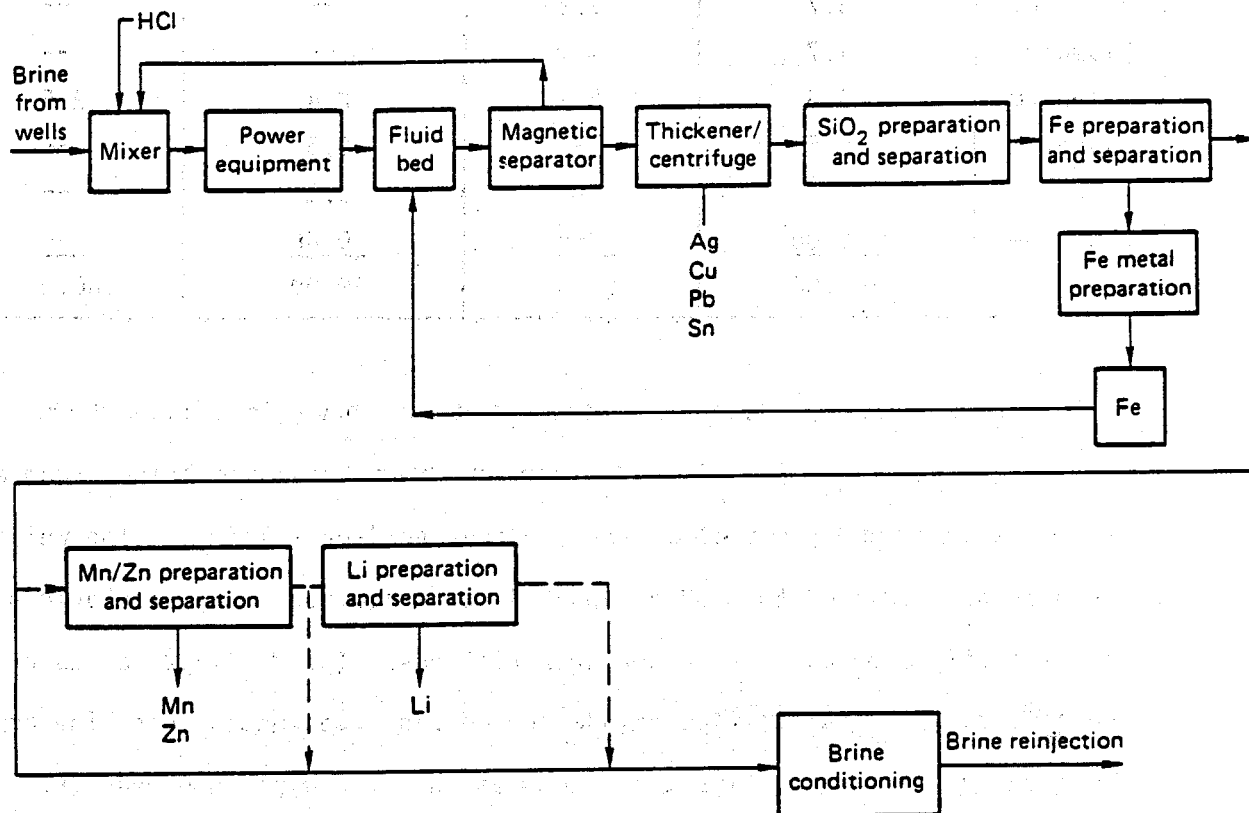 HCl
Brine
from
wells
Mixer
Power
equipment
Fluid
bed
Magnetic
separator
Thickener/
centrifuge
SiO₂ preparation
and separation
Fe preparation
and separation
Ag
Cu
Pb
Sn
Fe metal
preparation
Fe
Mn/Zn preparation
and separation
Li preparation
and separation
Mn
Zn
Li
Brine
conditioning
Brine reinjection